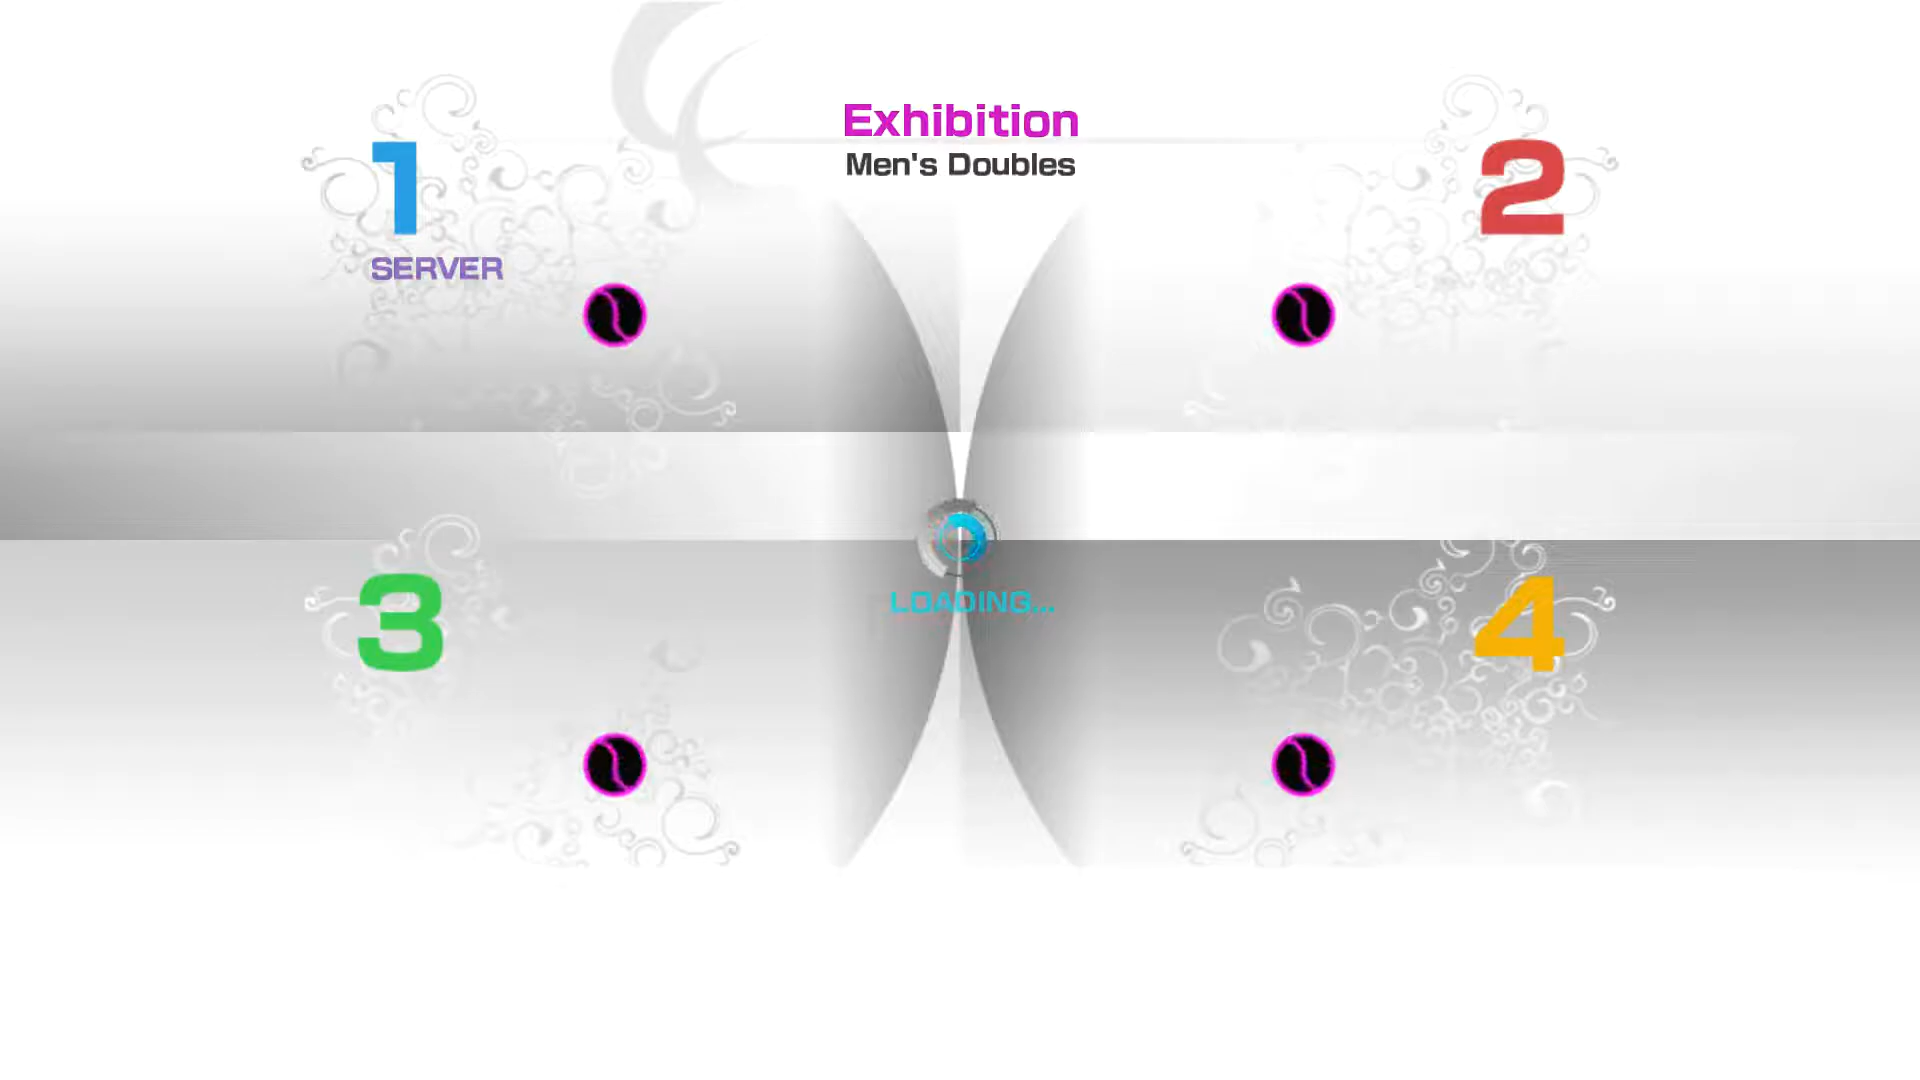 Exhibition
Men's Doubles
1
2
SERVER
3
4
LOADING...